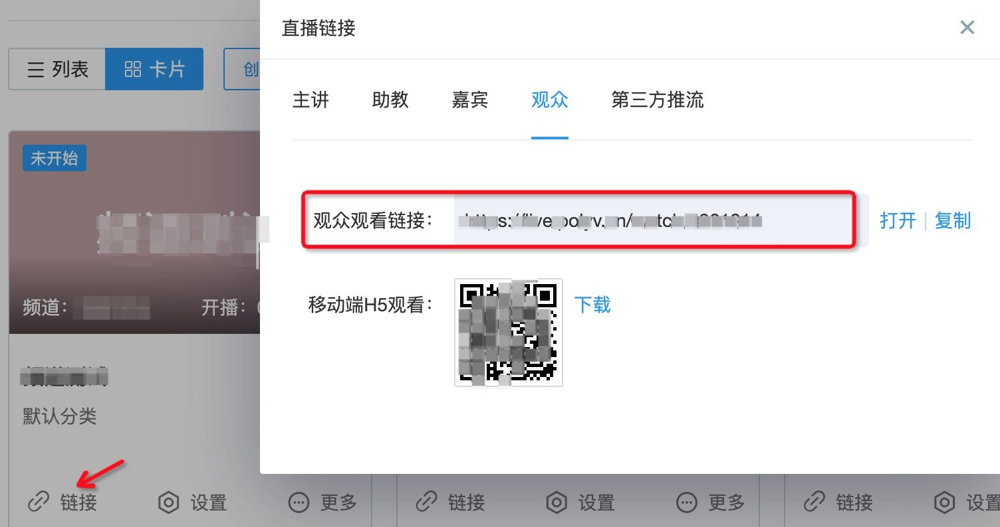 直播链接
列表
卡片
创
主讲
助教
嘉宾
观众
第三方推流
未开始
观众观看链接：
打开
复制
频道：
开播：
移动端H5观看：
下载
默认分类
链接
设置
更多
链接
设置
更多
链接
设置